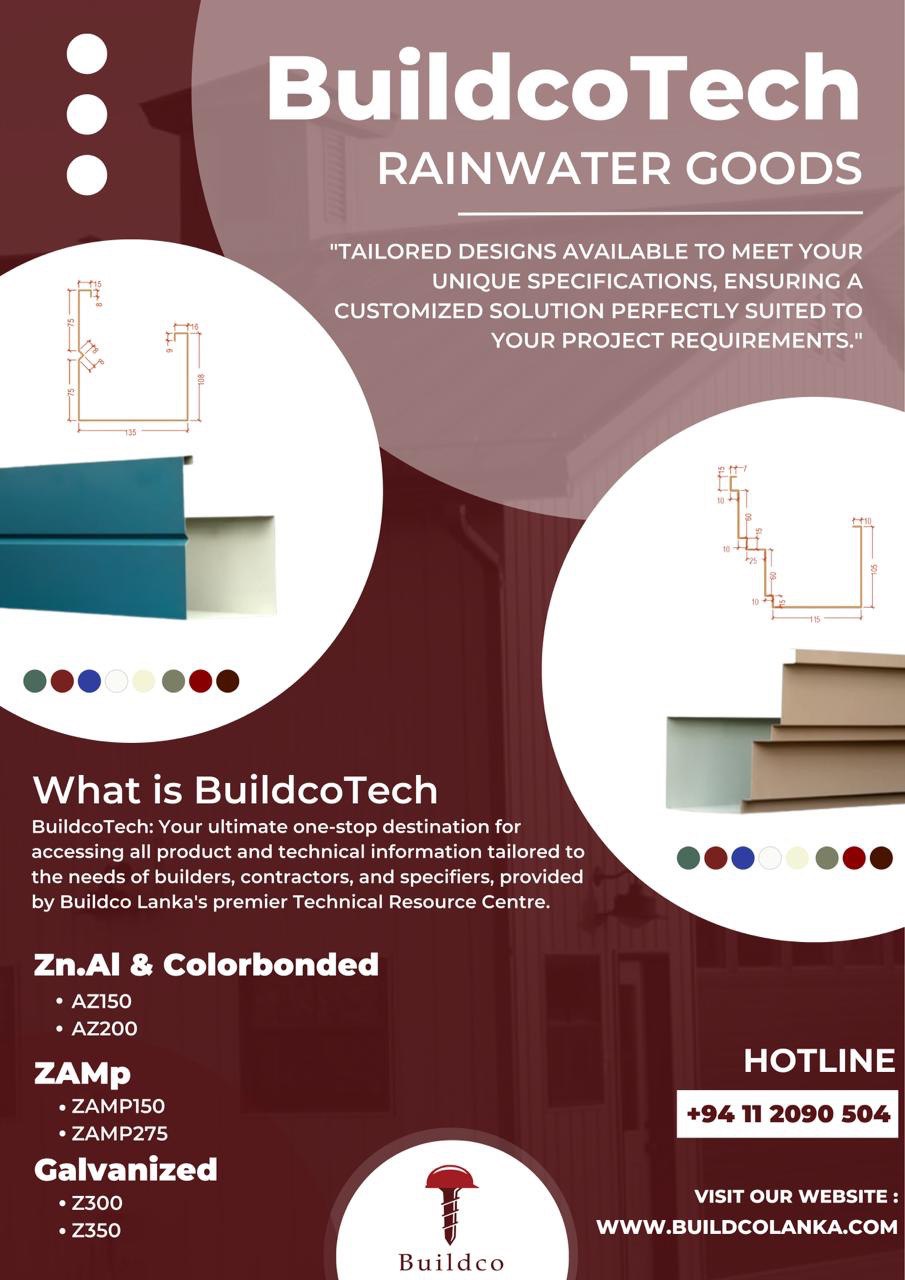 BuildcoTech
RAINWATER GOODS
"TAILORED DESIGNS AVAILABLE TO MEET YOUR
UNIQUE SPECIFICATIONS, ENSURING A
CUSTOMIZED SOLUTION PERFECTLY SUITED TO
YOUR PROJECT REQUIREMENTS."
15
8
75
75
16
9
108
135
15
7
10
60
15
10
25
60
10
15
10
105
115
What is BuildcoTech
BuildcoTech: Your ultimate one-stop destination for
accessing all product and technical information tailored to
the needs of builders, contractors, and specifiers, provided
by Buildco Lanka's premier Technical Resource Centre.
Zn.Al & Colorbonded
• AZ150
• AZ200
ZAMp
• ZAMP150
• ZAMP275
Galvanized
• Z300
• Z350
HOTLINE
+94 11 2090 504
VISIT OUR WEBSITE :
WWW.BUILDCOLANKA.COM
Buildco